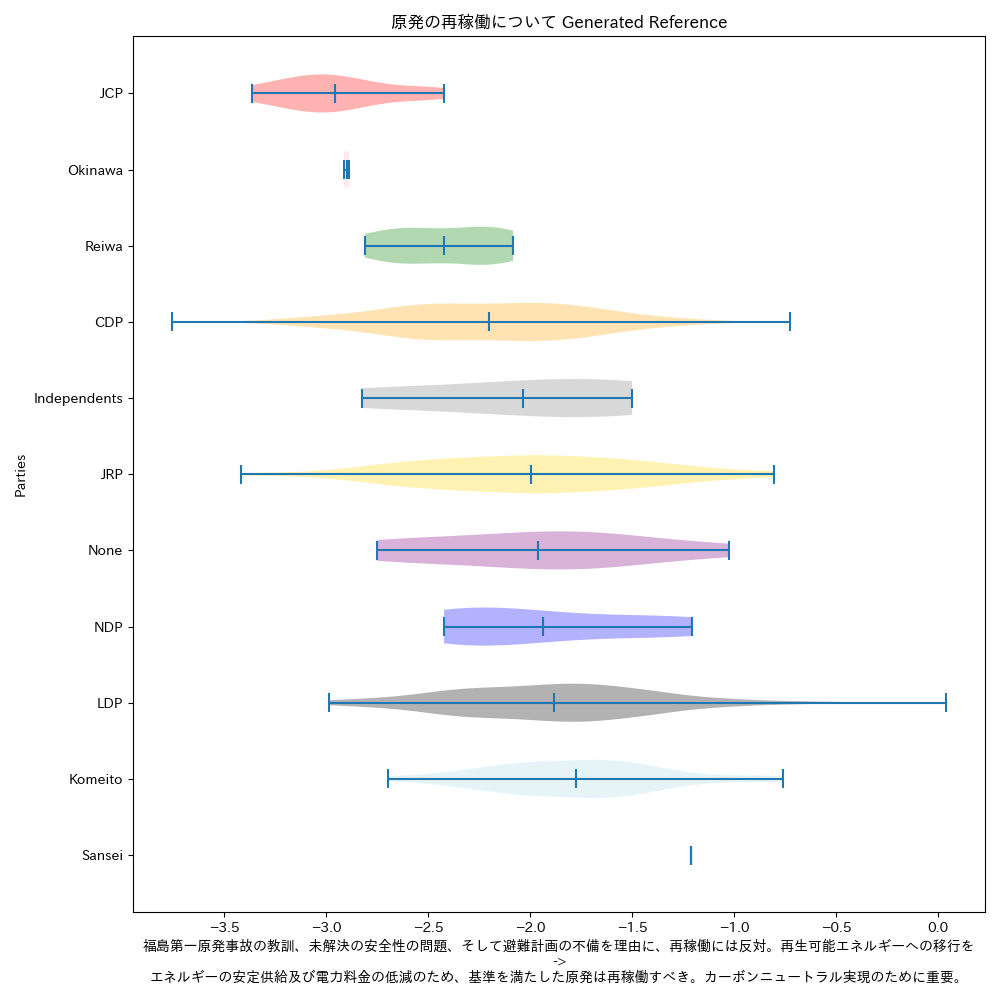 原発の再稼働について Generated Reference
Parties
JCP
Okinawa
Reiwa
CDP
Independents
JRP
None
NDP
LDP
Komeito
Sansei
−3.5 −3.0 −2.5 −2.0 −1.5 −1.0 −0.5 0.0
福島第一原発事故の教訓、未解決の安全性の問題、そして避難計画の不備を理由に、再稼働には反対。再生可能エネルギーへの移行を
->
エネルギーの安定供給及び電力料金の低減のため、基準を満たした原発は再稼働すべき。カーボンニュートラル実現のために重要。